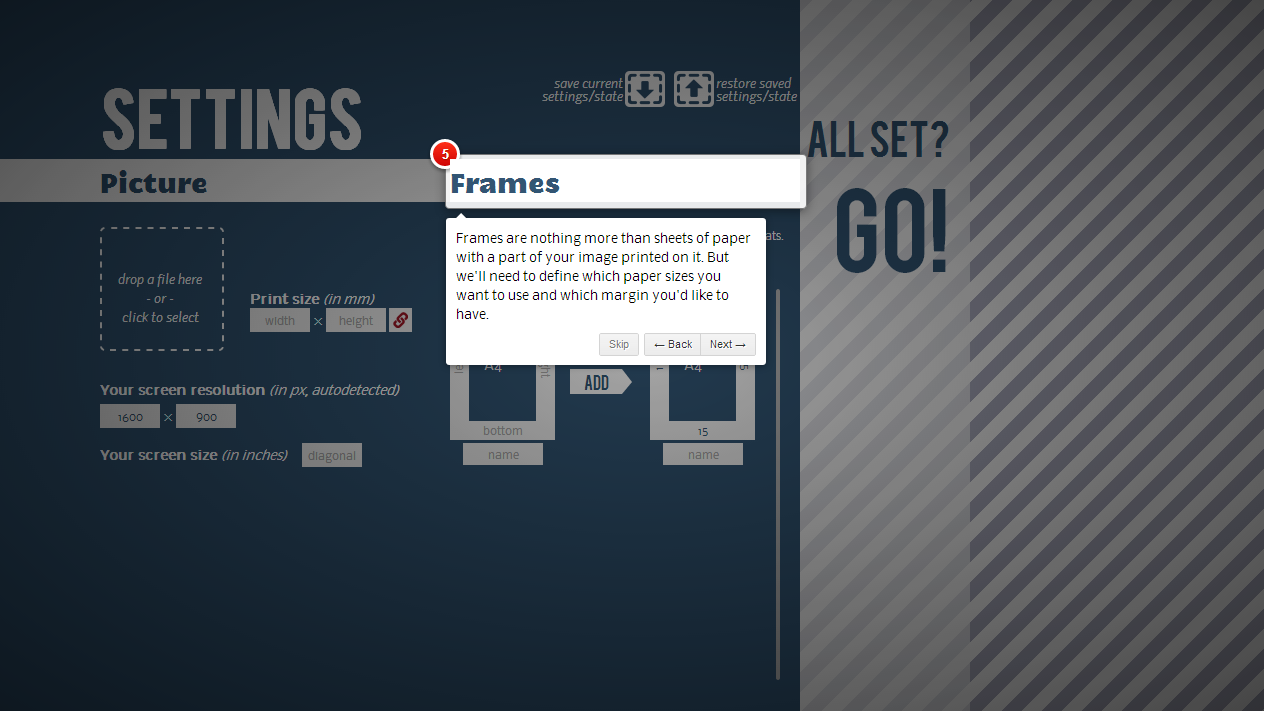 save current
settings/state
restore saved
settings/state
SETTINGS
ALL SET?
GO!
Picture
5
Frames
ats.
Frames are nothing more than sheets of paper
with a part of your image printed on it. But
we'll need to define which paper sizes you
want to use and which margin you'd like to
have.
Skip
← Back
Next →
drop a file here
- or -
click to select
Print size (in mm)
width × height
Your screen resolution (in px, autodetected)
1600 × 900
Your screen size (in inches) diagonal
A4
bottom
name
ADD
A4
15
name